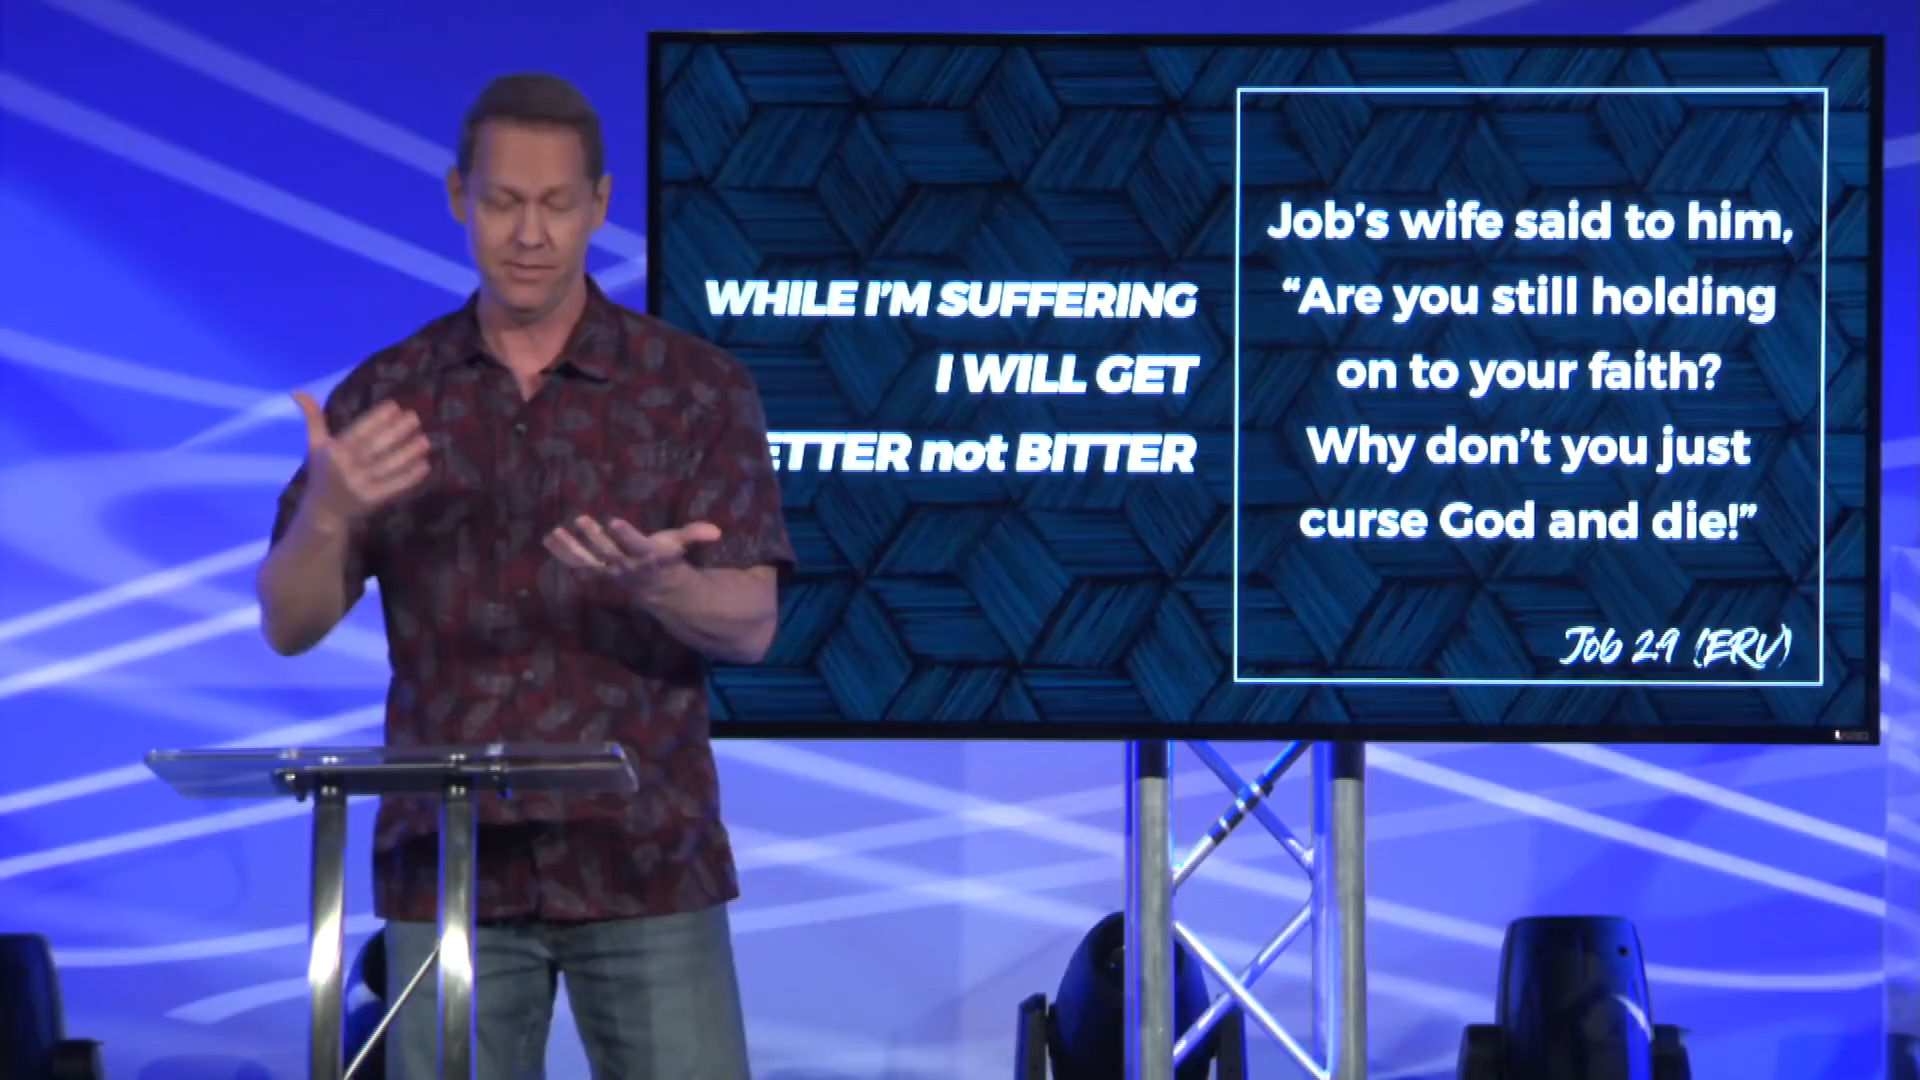 WHILE I'M SUFFERING
I WILL GET
ETTER not BITTER
Job's wife said to him,
“Are you still holding
on to your faith?
Why don't you just
curse God and die!”
Job 2:9 (ERV)